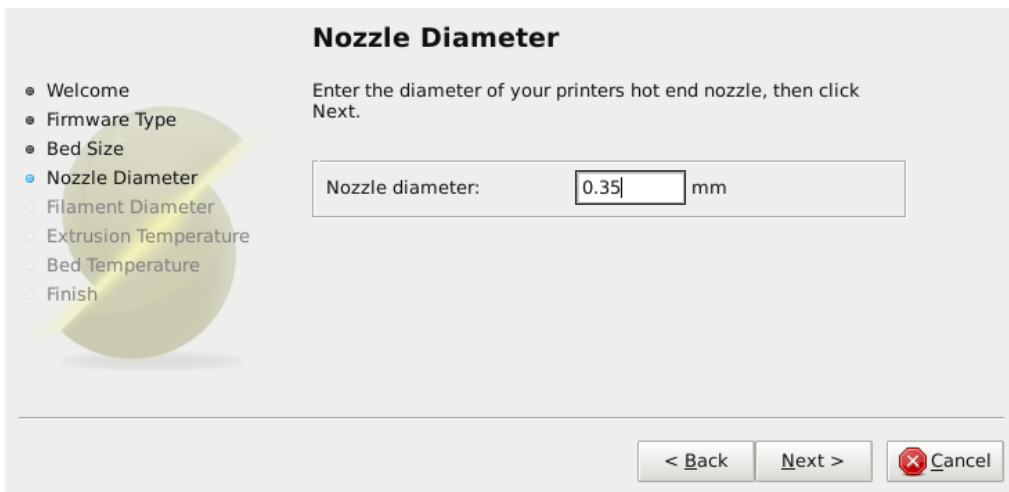 Nozzle Diameter
Welcome
Firmware Type
Bed Size
Nozzle Diameter
Filament Diameter
Extrusion Temperature
Bed Temperature
Finish
Enter the diameter of your printers hot end nozzle, then click
Next.
Nozzle diameter: 0.35 mm
< Back Next > Cancel